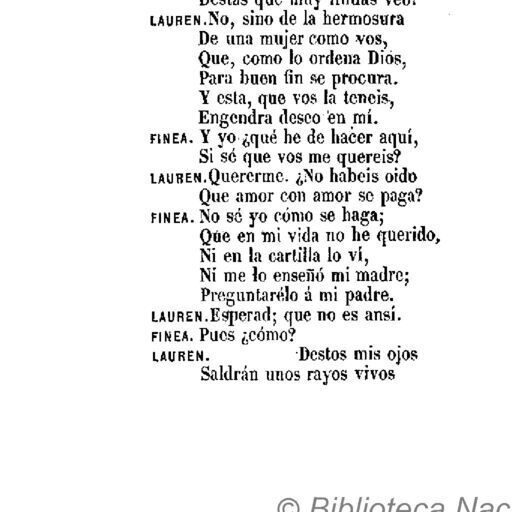 Destas que muy lindas veo?
LAUREN. No, sino de la hermosura
De una mujer como vos,
Que, como lo ordena Diós,
Para buen fin se procura.
Y esta, que vos la teneis,
Engendra deseo en mí.
FINEA. Y yo ¿qué he de hacer aquí,
Si sé que vos me quereis?
LAUREN. Quererme. ¿No habeis oido
Que amor con amor se paga?
FINEA. No sé yo cómo se haga;
Que en mi vida no he querido,
Ni en la cartilla lo ví,
Ni me lo enseñó mi madre;
Preguntarélo á mi padre.
LAUREN. Esperad; que no es ansí.
FINEA. Pues ¿cómo?
LAUREN. Destos mis ojos
Saldrán unos rayos vivos
© Biblioteca Nac